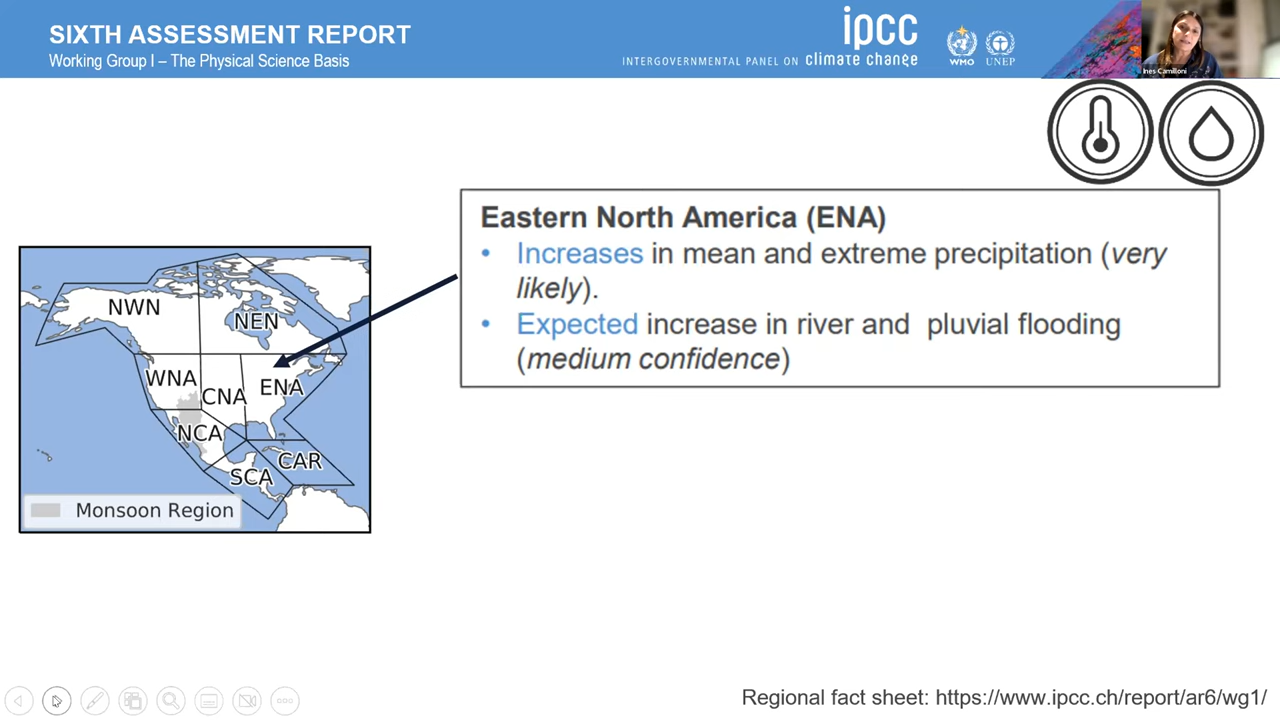 SIXTH ASSESSMENT REPORT
Working Group I – The Physical Science Basis
INTERGOVERNMENTAL PANEL ON climate change
ipcc
WMO
UNEP
Ines Camilloni
Eastern North America (ENA)
• Increases in mean and extreme precipitation (very
likely).
• Expected increase in river and pluvial flooding
(medium confidence)
NWN
NEN
WNA
CNA
ENA
NCA
CAR
SCA
Monsoon Region
Regional fact sheet: https://www.ipcc.ch/report/ar6/wg1/